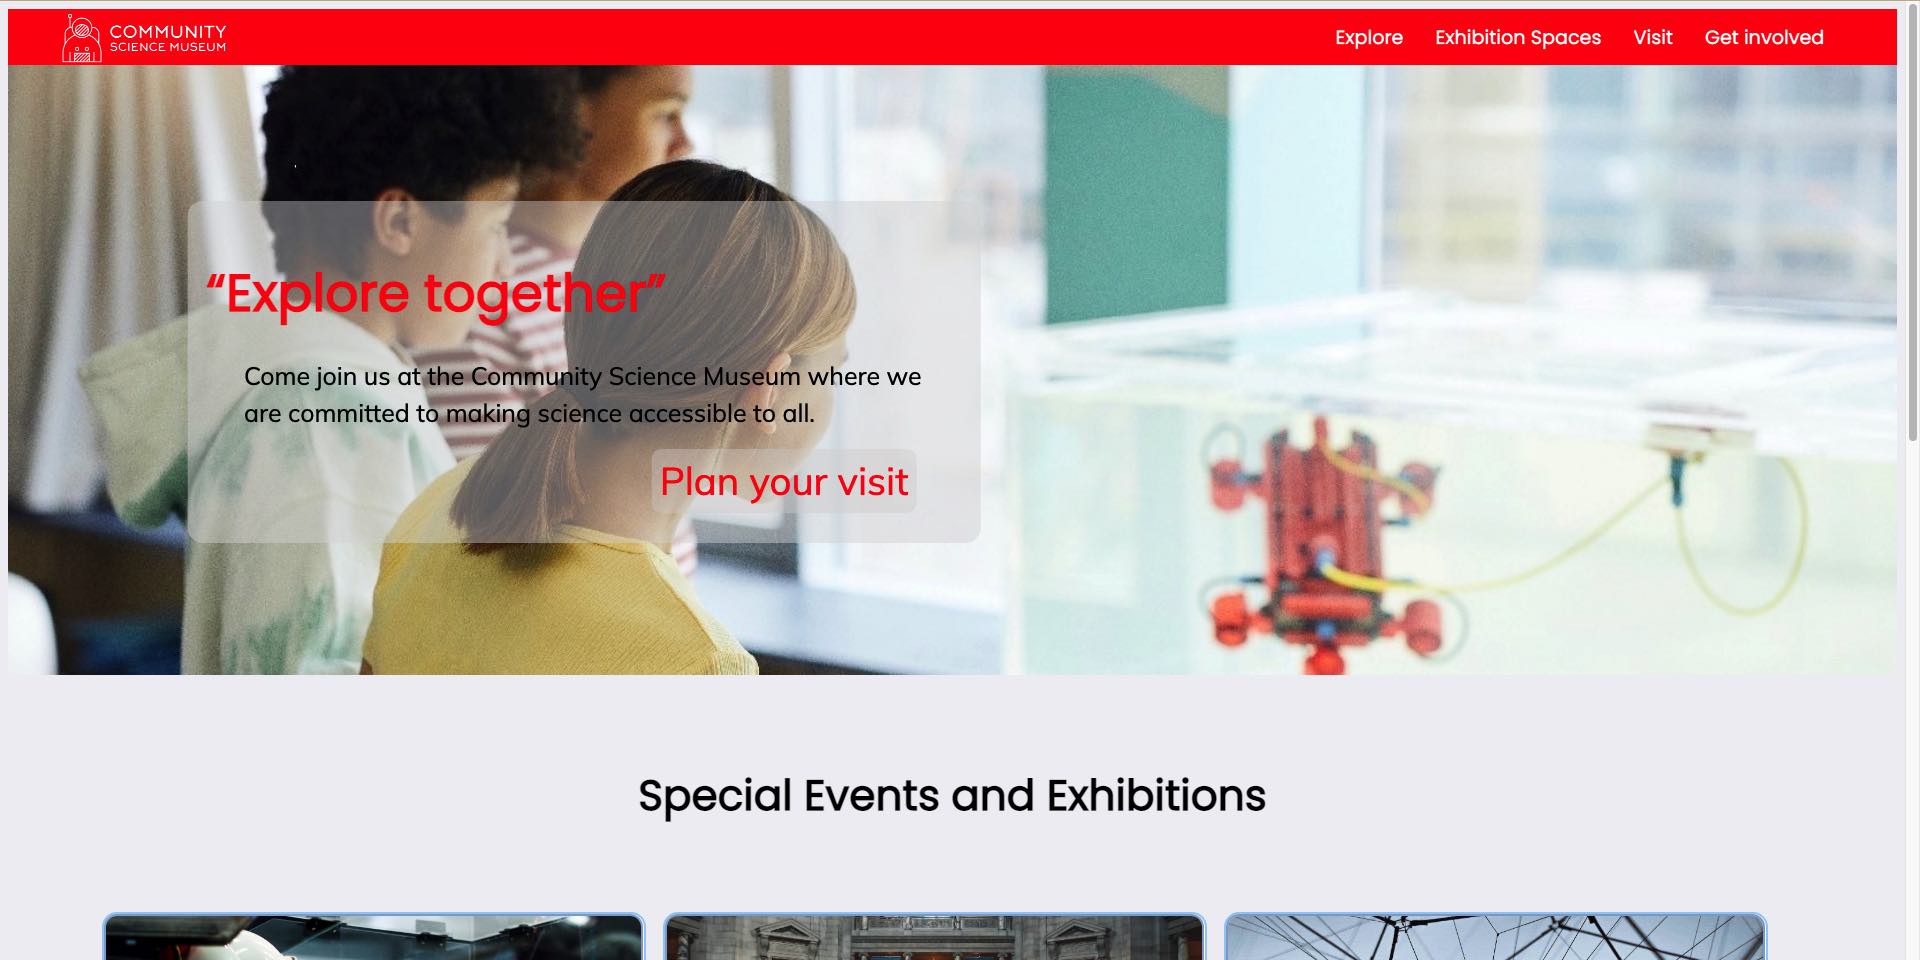 COMMUNITY
SCIENCE MUSEUM
Explore Exhibition Spaces Visit Get involved
“Explore together”
Come join us at the Community Science Museum where we
are committed to making science accessible to all.
Plan your visit
Special Events and Exhibitions